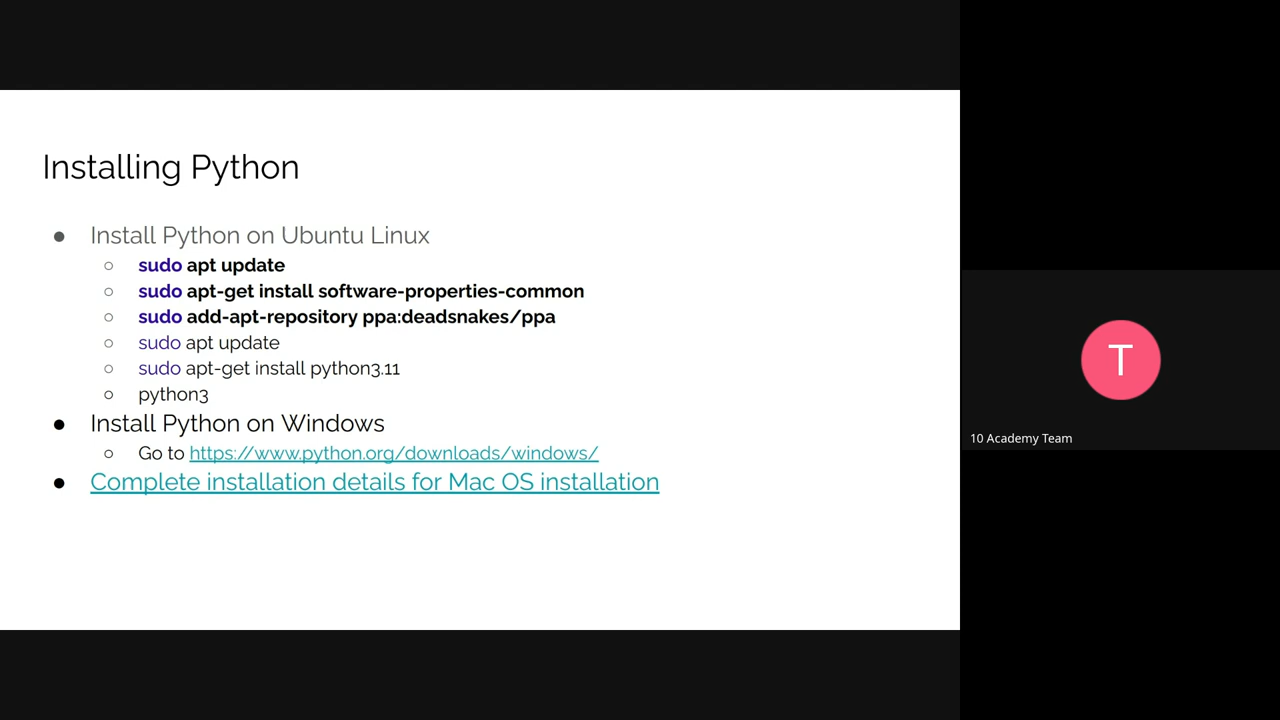 Installing Python
● Install Python on Ubuntu Linux
○ sudo apt update
○ sudo apt-get install software-properties-common
○ sudo add-apt-repository ppa:deadsnakes/ppa
○ sudo apt update
○ sudo apt-get install python3.11
○ python3
● Install Python on Windows
○ Go to https://www.python.org/downloads/windows/
● Complete installation details for Mac OS installation
T
10 Academy Team